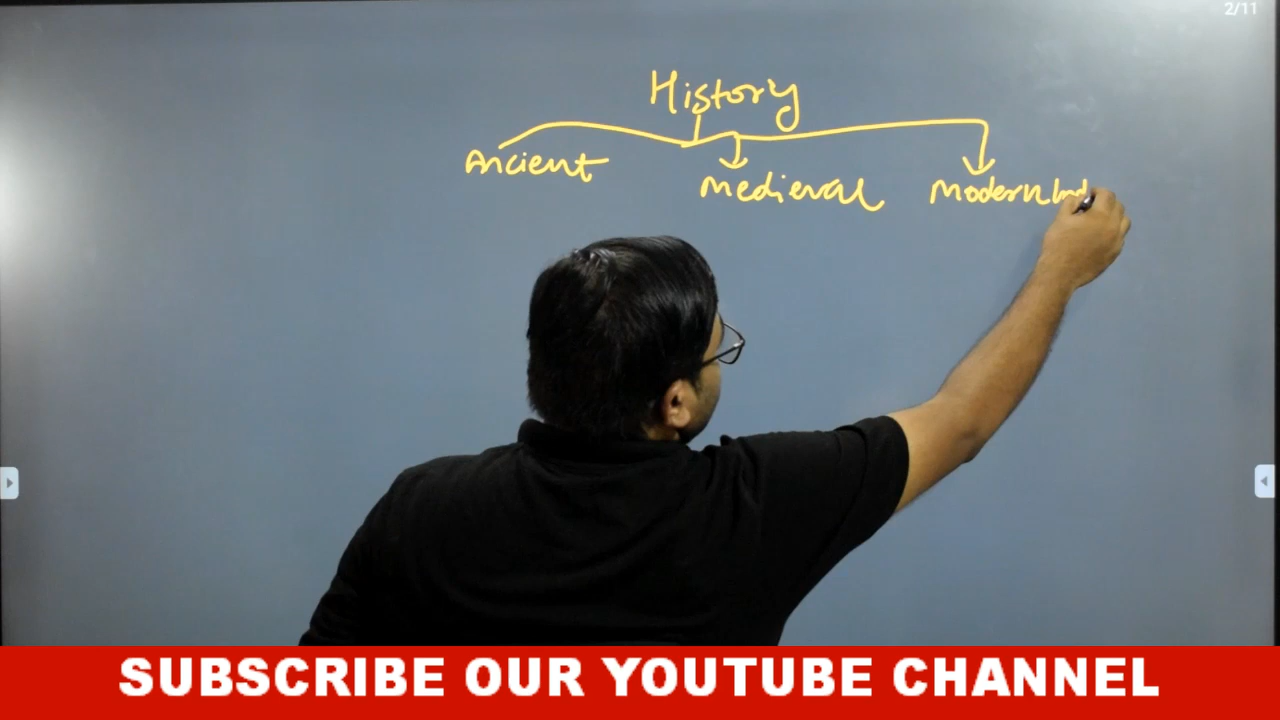 2/11
History
Ancient
Medieval
Modern
SUBSCRIBE OUR YOUTUBE CHANNEL